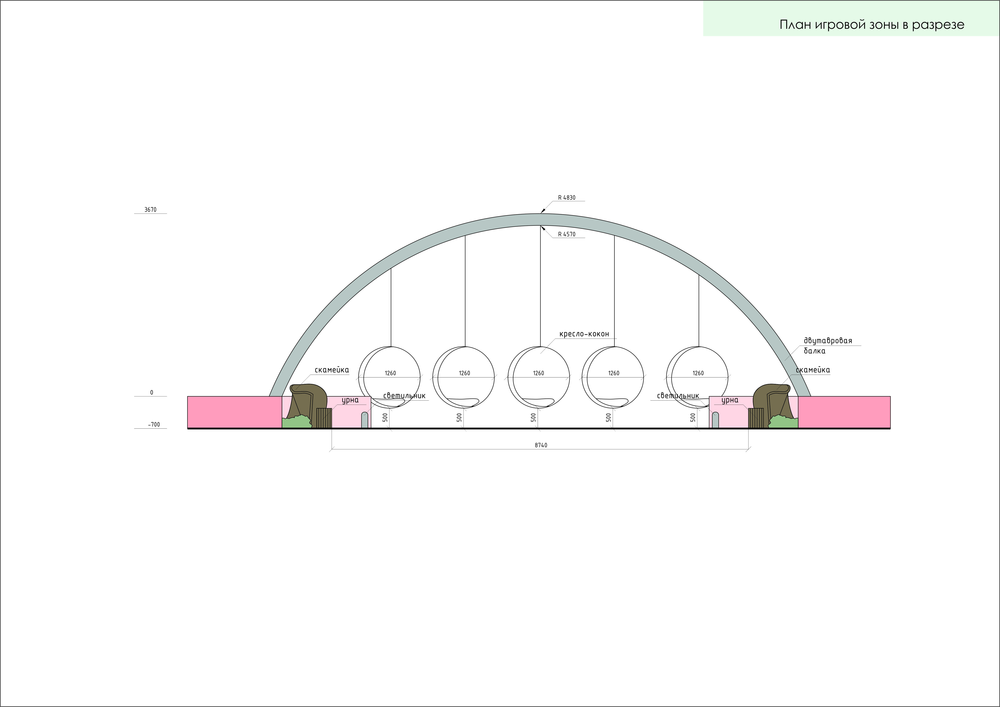 План игровой зоны в разрезе
R 4830
3670
R 4570
кресло-кокон
двутавровая
балка
скамейка
скамейка
1260
1260
1260
1260
1260
0
урна
светильник
светильник
урна
-700
500
500
500
500
500
8740